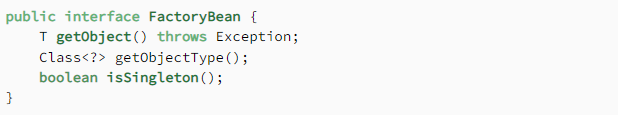 public interface FactoryBean {
    T getObject() throws Exception;
    Class<?> getObjectType();
    boolean isSingleton();
}